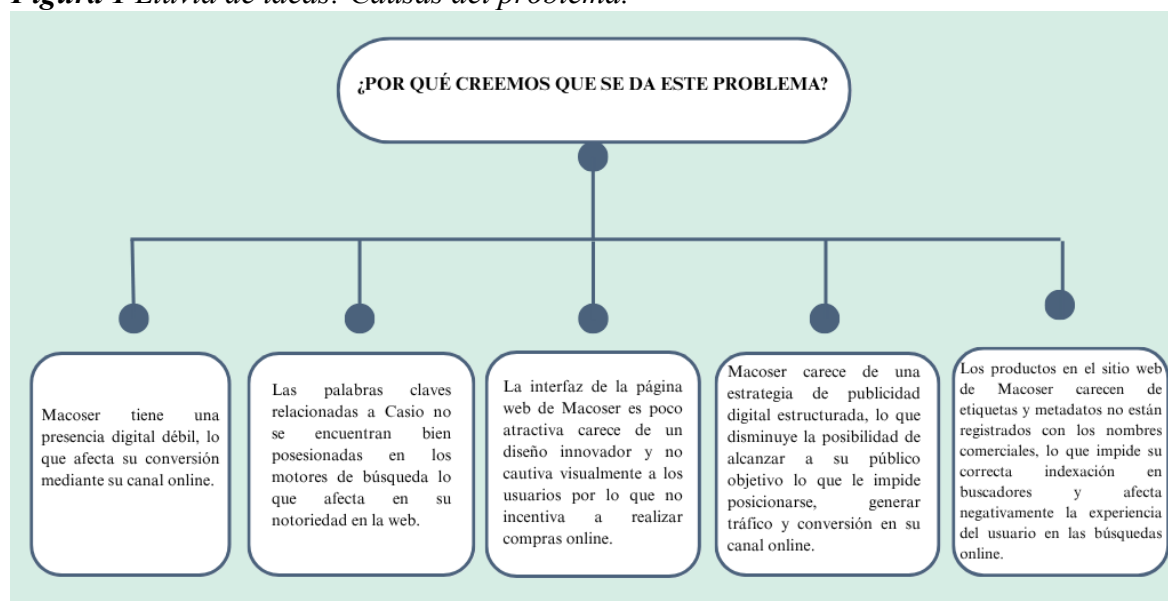 Figura 1 Lluvia de ideas: Causas del problema.
¿POR QUÉ CREEMOS QUE SE DA ESTE PROBLEMA?
Macoser tiene una
presencia digital débil, lo
que afecta su conversión
mediante su canal online.
Las palabras claves
relacionadas a Casio no
se encuentran bien
posesionadas en los
motores de búsqueda lo
que afecta en su
notoriedad en la web.
La interfaz de la página
web de Macoser es poco
atractiva carece de un
diseño innovador y no
cautiva visualmente a los
usuarios por lo que no
incentiva a realizar
compras online.
Macoser carece de una
estrategia de publicidad
digital estructurada, lo que
disminuye la posibilidad de
alcanzar a su público
objetivo lo que le impide
posicionarse, generar
tráfico y conversión en su
canal online.
Los productos en el sitio web
de Macoser carecen de
etiquetas y metadatos no están
registrados con los nombres
comerciales, lo que impide su
correcta indexación en
buscadores y afecta
negativamente la experiencia
del usuario en las búsquedas
online.